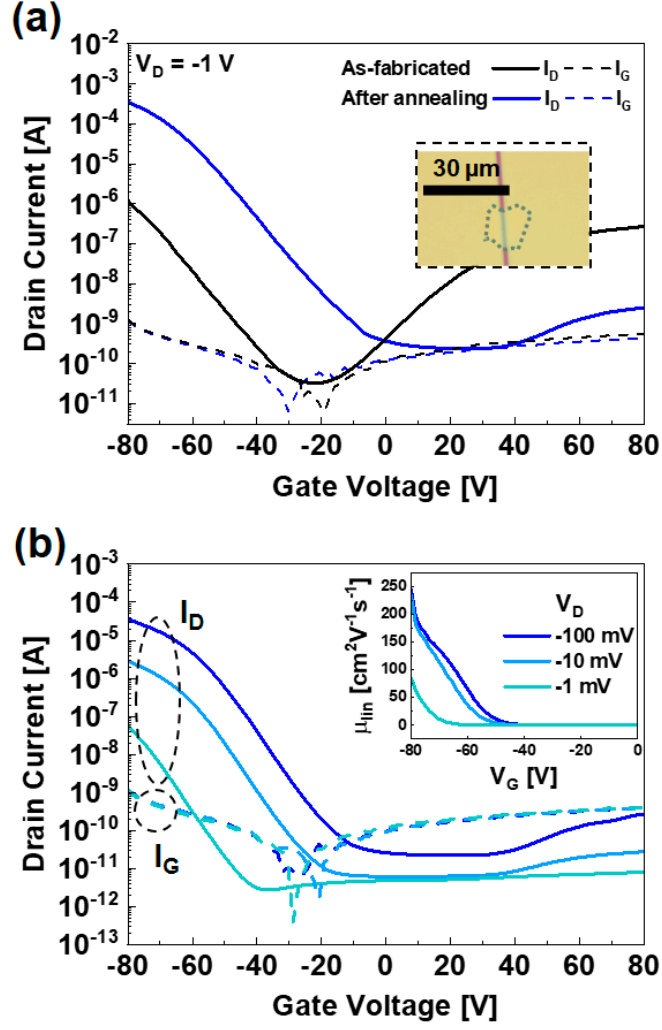 (a)
10⁻²
10⁻³
10⁻⁴
10⁻⁵
10⁻⁶
10⁻⁷
10⁻⁸
10⁻⁹
10⁻¹⁰
10⁻¹¹
Drain Current [A]
V_D = -1 V
As-fabricated I_D I_G
After annealing I_D I_G
30 µm
-80 -60 -40 -20 0 20 40 60 80
Gate Voltage [V]
(b)
10⁻³
10⁻⁴
10⁻⁵
10⁻⁶
10⁻⁷
10⁻⁸
10⁻⁹
10⁻¹⁰
10⁻¹¹
10⁻¹²
10⁻¹³
Drain Current [A]
I_D
I_G
250
200
150
100
50
0
µ_lin [cm²V⁻¹s⁻¹]
V_D
-100 mV
-10 mV
-1 mV
-80 -60 -40 -20 0
V_G [V]
-80 -60 -40 -20 0 20 40 60 80
Gate Voltage [V]